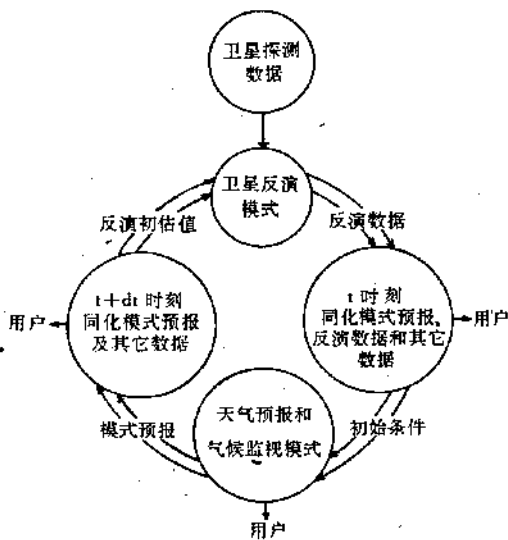 卫星探测
数据
卫星反演
模式
反演初估值
反演数据
t+dt 时刻
同化模式预报
及其它数据
用户
t 时刻
同化模式预报、
反演数据和其它
数据
用户
模式预报
天气预报和
气候监视模式
初始条件
用户